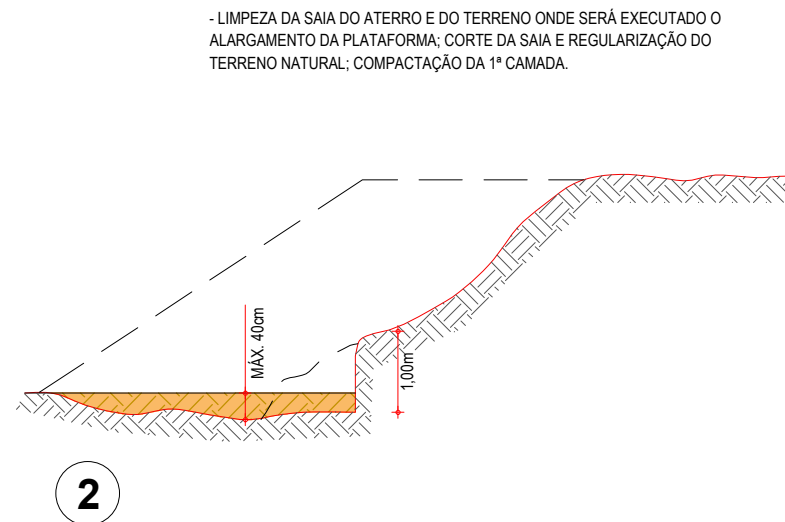 - LIMPEZA DA SAIA DO ATERRO E DO TERRENO ONDE SERÁ EXECUTADO O
ALARGAMENTO DA PLATAFORMA; CORTE DA SAIA E REGULARIZAÇÃO DO
TERRENO NATURAL; COMPACTAÇÃO DA 1ª CAMADA.
MÁX. 40cm
1,00m
2